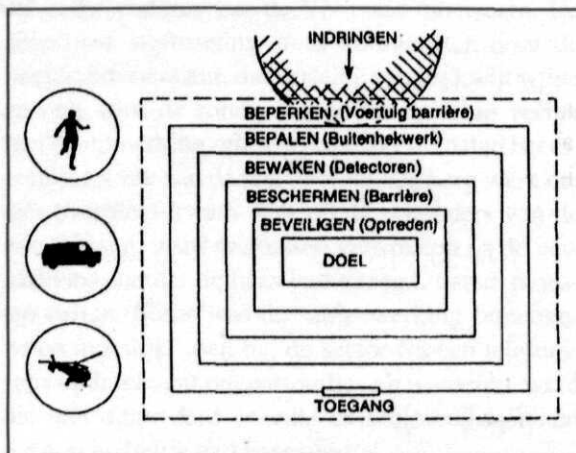 INDRINGEN
BEPERKEN (Voertuig barrière)
BEPALEN (Buitenhekwerk)
BEWAKEN (Detectoren)
BESCHERMEN (Barrière)
BEVEILIGEN (Optreden)
DOEL
TOEGANG